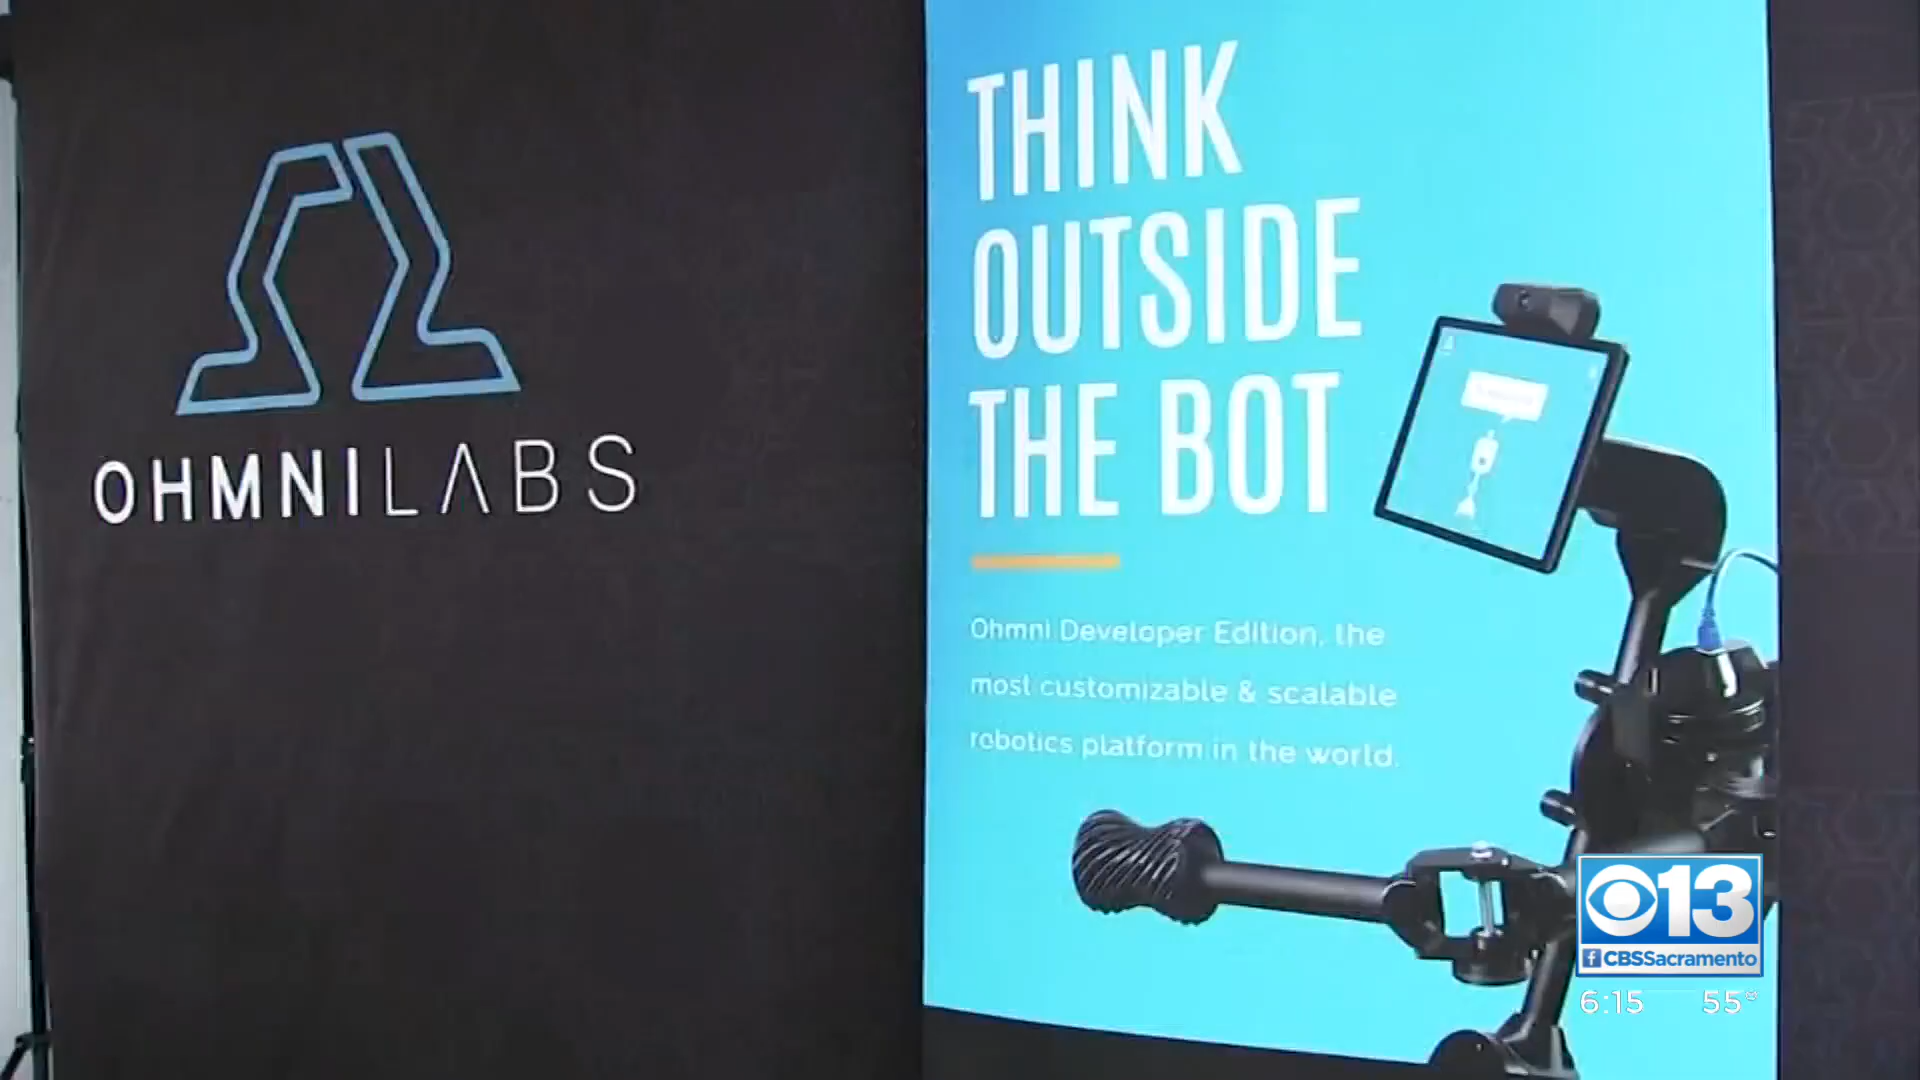 OHMNILABS
THINK
OUTSIDE
THE BOT
Ohmni Developer Edition, the
most customizable & scalable
robotics platform in the world.
13
CBSSacramento
6:15 55°